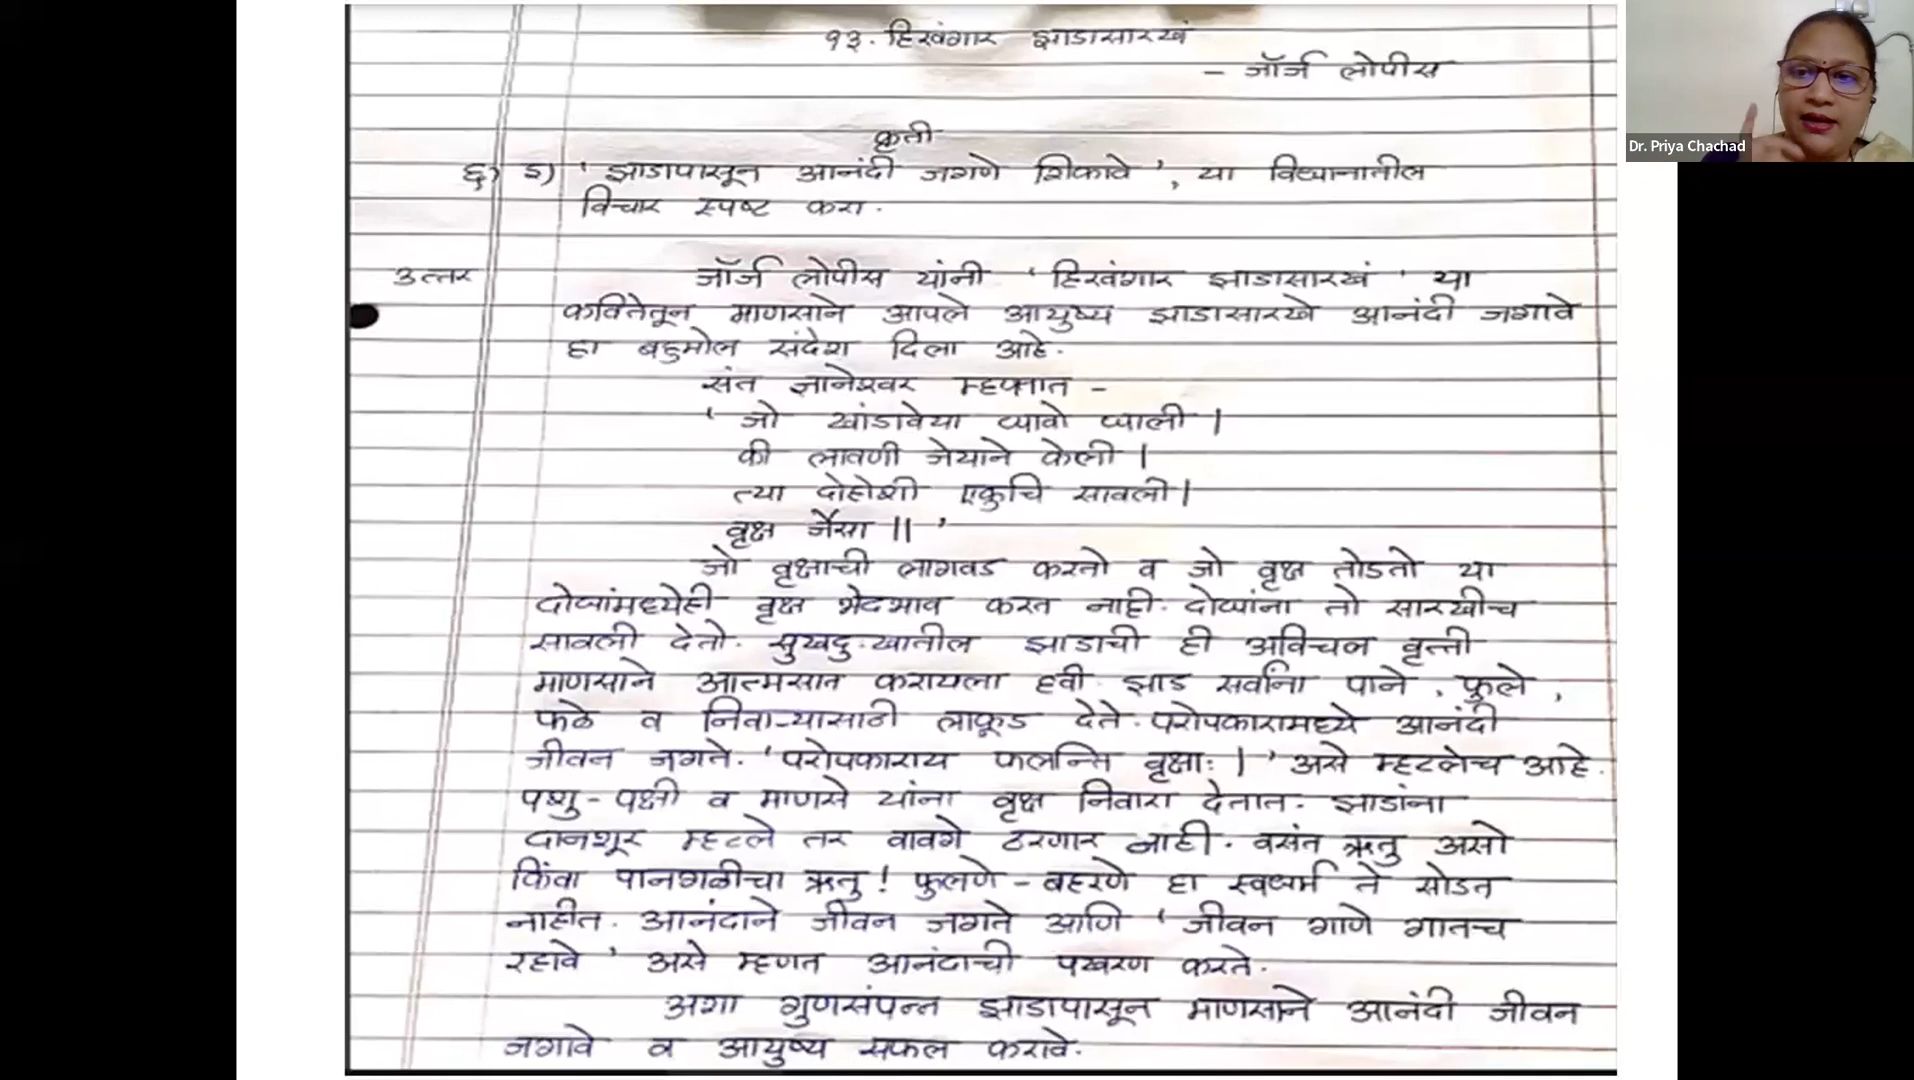 १३. हिरवंगार झाडासारखं
- जॉर्ज लोपीस
Dr. Priya Chachad
कृती
६) इ) ' झाडापासून आनंदी जगणे शिकावे ', या विधानातील
विचार स्पष्ट करा.
उत्तर जॉर्ज लोपीस यांनी ' हिरवंगार झाडासारखं ' या
कवितेतून माणसाने आपले आयुष्य झाडासारखे आनंदी जगावे
हा बहुमोल संदेश दिला आहे.
संत ज्ञानेश्वर म्हणतात -
' जो खांडावेया घावो घाली |
की लावणी जेयाने केली |
त्या दोहोशी एकुचि सावली |
वृक्ष जैसा || '
जो वृक्षाची लागवड करतो व जो वृक्ष तोडतो या
दोघांमध्येही वृक्ष भेदभाव करत नाही. दोघांना तो सारखीच
सावली देतो. सुखदु:खातील झाडाची ही अविचल वृत्ती
माणसाने आत्मसात करायला हवी. झाड सर्वांना पाने, फुले,
फळे व निवाऱ्यासाठी लाकूड देते. परोपकारामध्ये आनंदी
जीवन जगते. ' परोपकाराय फलन्ति वृक्षा: | ' असे म्हटलेच आहे.
पशु - पक्षी व माणसे यांना वृक्ष निवारा देतात. झाडांना
दानशूर म्हटले तर वावगे ठरणार नाही. वसंत ऋतु असो
किंवा पानगळीचा ऋतु ! फुलणे - बहरणे हा स्वधर्म ते सोडत
नाहीत. आनंदाने जीवन जगते आणि ' जीवन गाणे गातच
रहावे ' असे म्हणत आनंदाची पखरण करते.
अशा गुणसंपन्न झाडापासून माणसाने आनंदी जीवन
जगावे व आयुष्य सफल करावे.